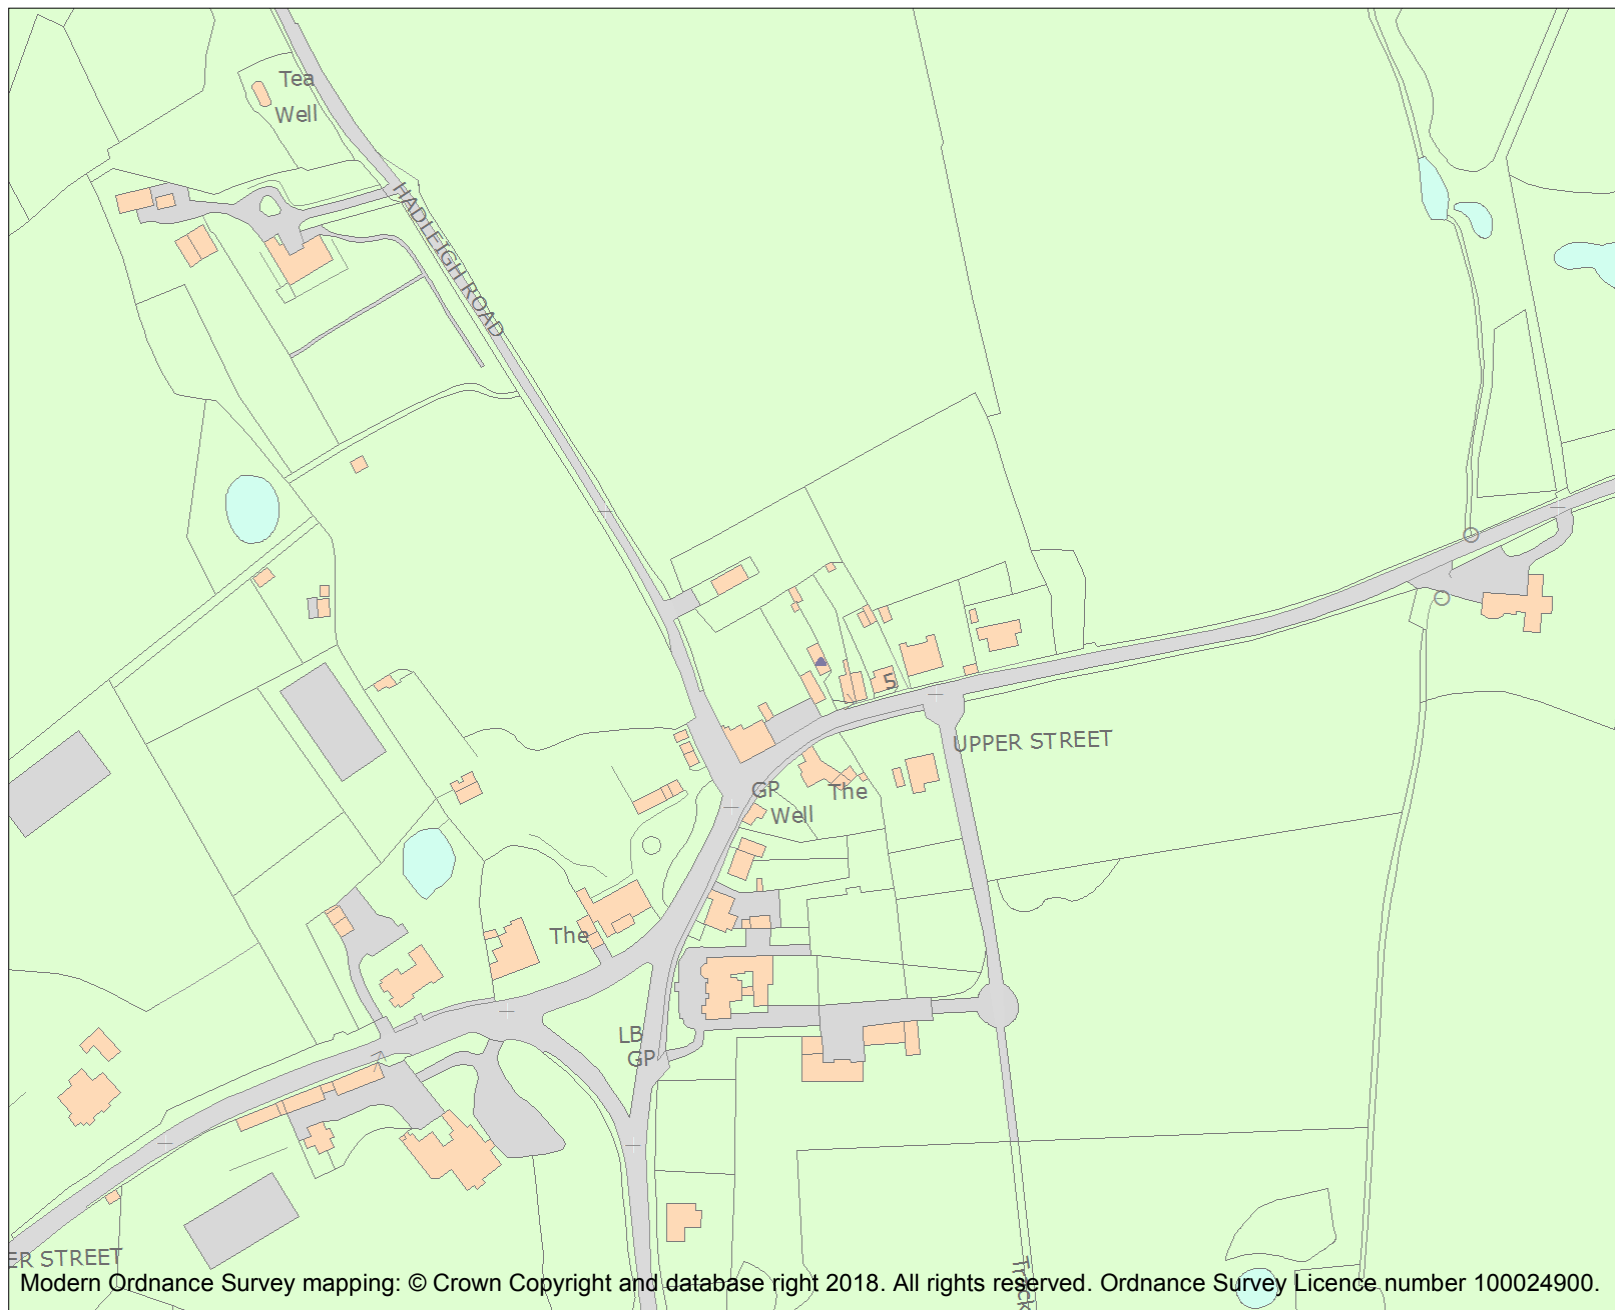 Tea
Well
HADLEIGH ROAD
5
UPPER STREET
GP
The
Well
The
LB
GP
ER STREET
Track
Modern Ordnance Survey mapping: © Crown Copyright and database right 2018. All rights reserved. Ordnance Survey Licence number 100024900.